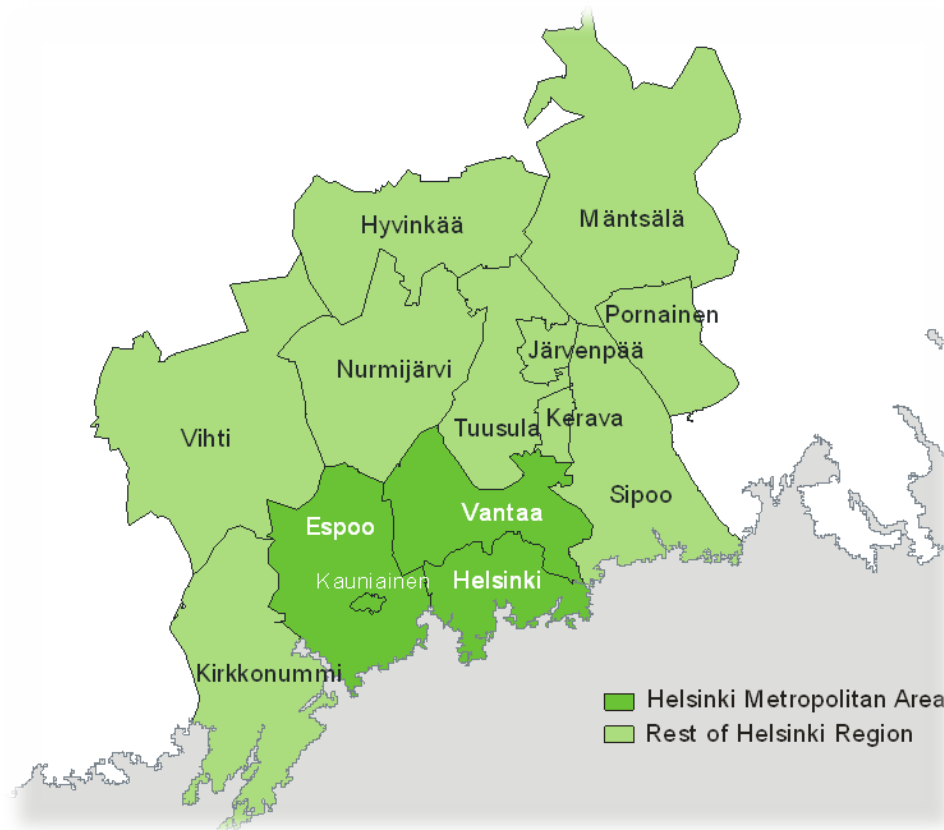 Mäntsälä
Hyvinkää
Pornainen
Järvenpää
Nurmijärvi
Kerava
Tuusula
Vihti
Sipoo
Vantaa
Espoo
Kauniainen
Helsinki
Kirkkonummi
Helsinki Metropolitan Area
Rest of Helsinki Region